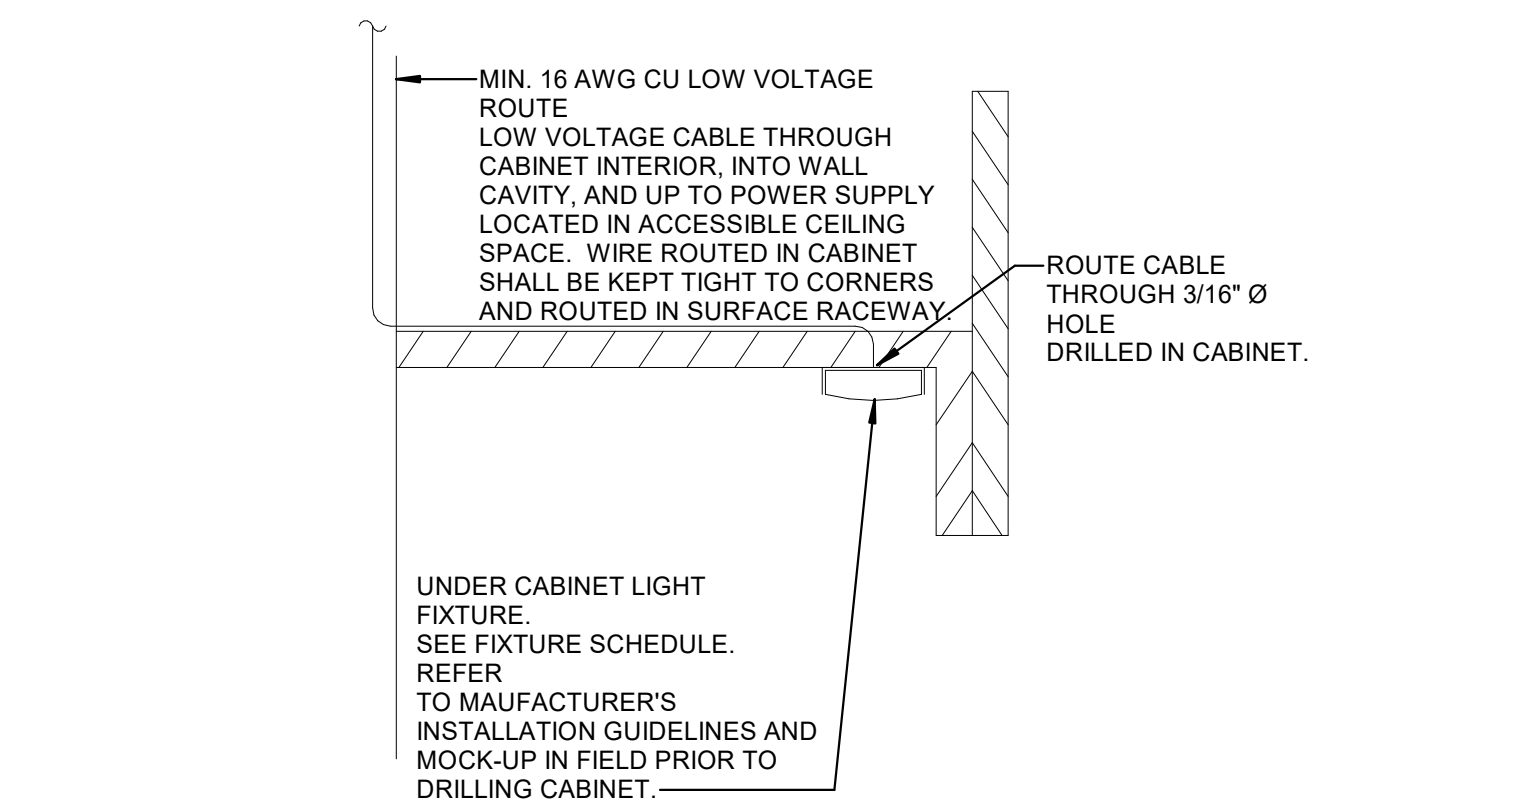 MIN. 16 AWG CU LOW VOLTAGE
ROUTE
LOW VOLTAGE CABLE THROUGH
CABINET INTERIOR, INTO WALL
CAVITY, AND UP TO POWER SUPPLY
LOCATED IN ACCESSIBLE CEILING
SPACE.  WIRE ROUTED IN CABINET
SHALL BE KEPT TIGHT TO CORNERS
AND ROUTED IN SURFACE RACEWAY.
ROUTE CABLE
THROUGH 3/16" Ø
HOLE
DRILLED IN CABINET.
UNDER CABINET LIGHT
FIXTURE.
SEE FIXTURE SCHEDULE.
REFER
TO MAUFACTURER'S
INSTALLATION GUIDELINES AND
MOCK-UP IN FIELD PRIOR TO
DRILLING CABINET.